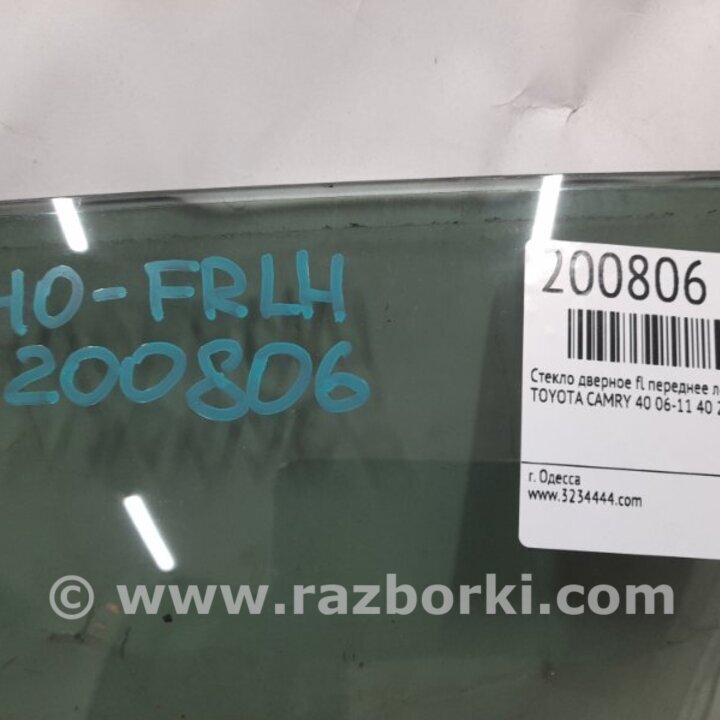 40-FRLH
200806
200806
Стекло дверное fl переднее
TOYOTA CAMRY 40 06-11 40
г. Одесса
www.3234444.com
© www.razborki.com